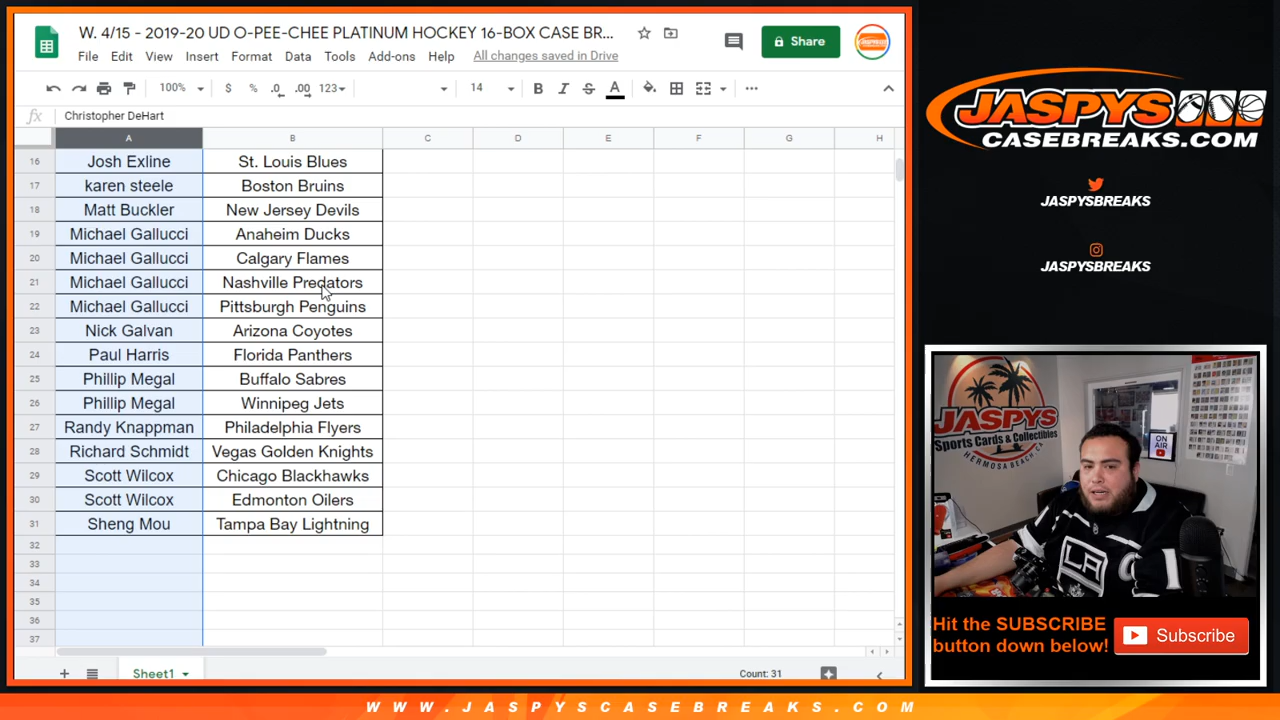 W. 4/15 - 2019-20 UD O-PEE-CHEE PLATINUM HOCKEY 16-BOX CASE BR...
Share
File Edit View Insert Format Data Tools Add-ons Help All changes saved in Drive
100% $ % .0 .00 123 14 B I S A
fx Christopher DeHart
A B C D E F G H
16 Josh Exline St. Louis Blues
17 karen steele Boston Bruins
18 Matt Buckler New Jersey Devils
19 Michael Gallucci Anaheim Ducks
20 Michael Gallucci Calgary Flames
21 Michael Gallucci Nashville Predators
22 Michael Gallucci Pittsburgh Penguins
23 Nick Galvan Arizona Coyotes
24 Paul Harris Florida Panthers
25 Phillip Megal Buffalo Sabres
26 Phillip Megal Winnipeg Jets
27 Randy Knappman Philadelphia Flyers
28 Richard Schmidt Vegas Golden Knights
29 Scott Wilcox Chicago Blackhawks
30 Scott Wilcox Edmonton Oilers
31 Sheng Mou Tampa Bay Lightning
32
33
34
35
36
37
Sheet1 Count: 31
JASPYS
CASEBREAKS.COM
JASPYSBREAKS
JASPYSBREAKS
JASPYS
Sports Cards & Collectibles
HERMOSA BEACH, CA
ON AIR
LA
C
1
Hit the SUBSCRIBE
button down below!
Subscribe
WWW.JASPYSCASEBREAKS.COM